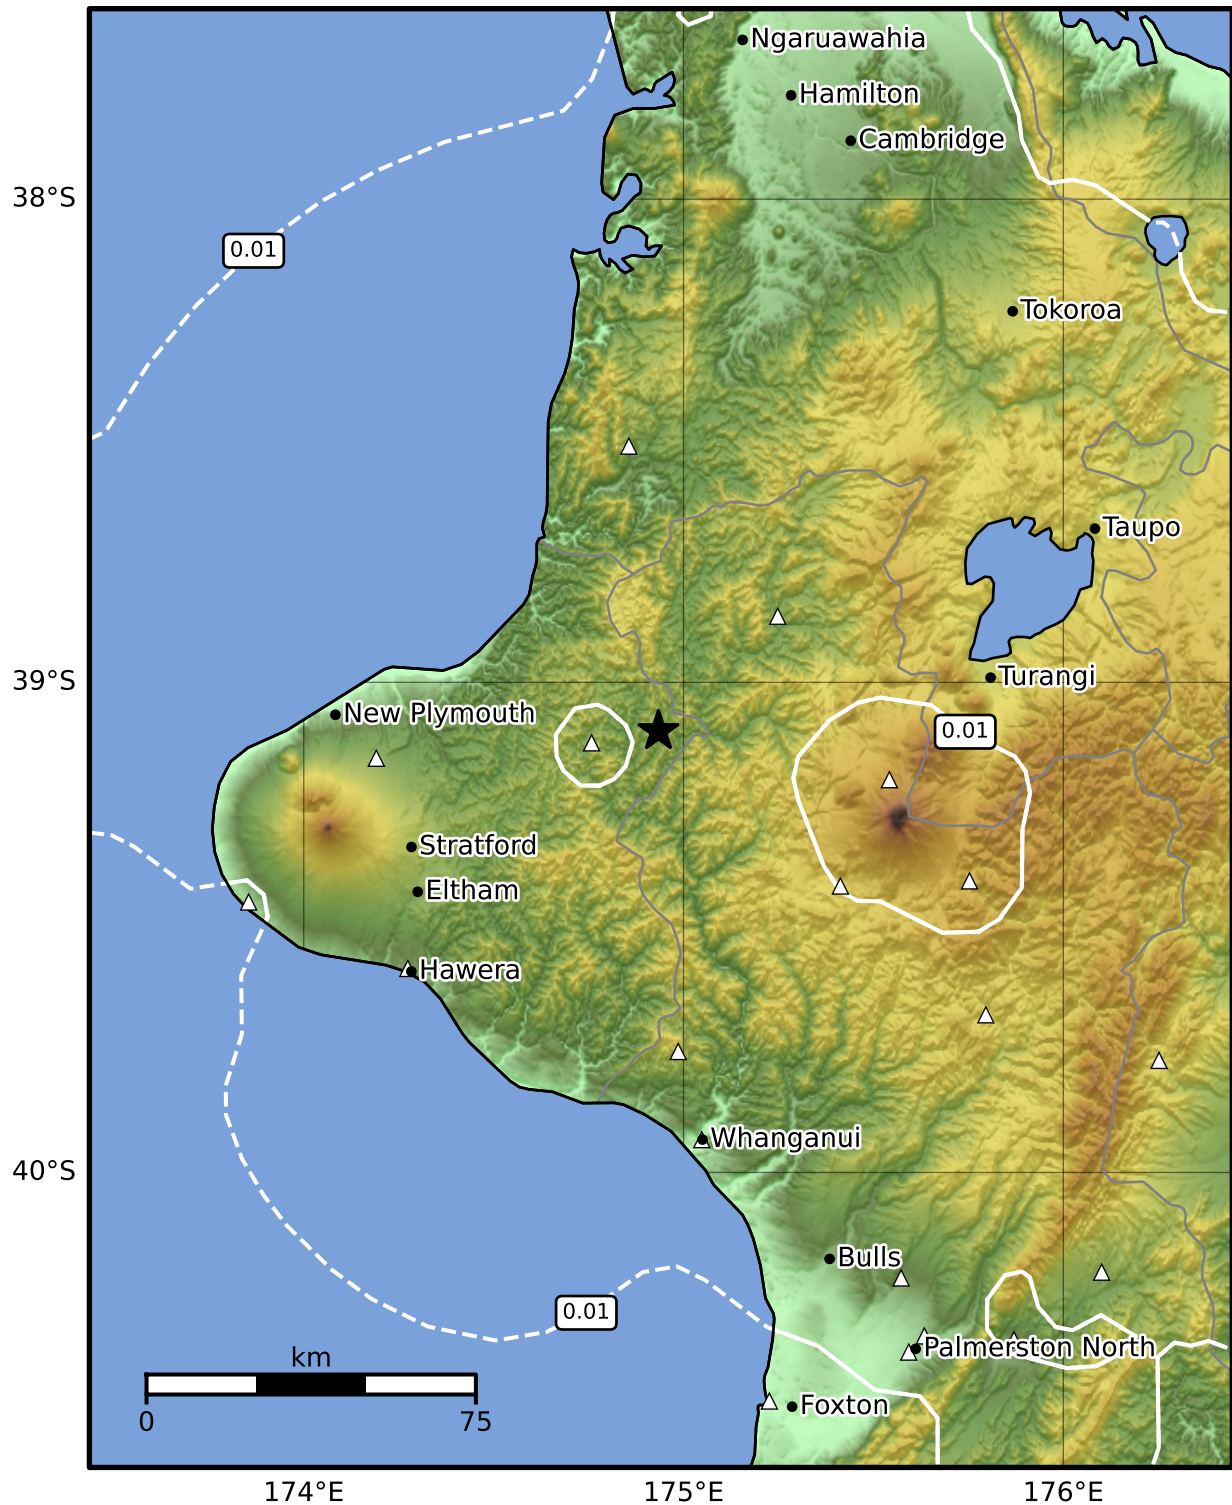 Ngaruawahia
Hamilton
Cambridge
38°S
0.01
Tokoroa
Taupo
39°S
Turangi
New Plymouth
0.01
Stratford
Eltham
Hawera
Whanganui
40°S
Bulls
0.01
Palmerston North
km
Foxton
0 75
174°E 175°E 176°E